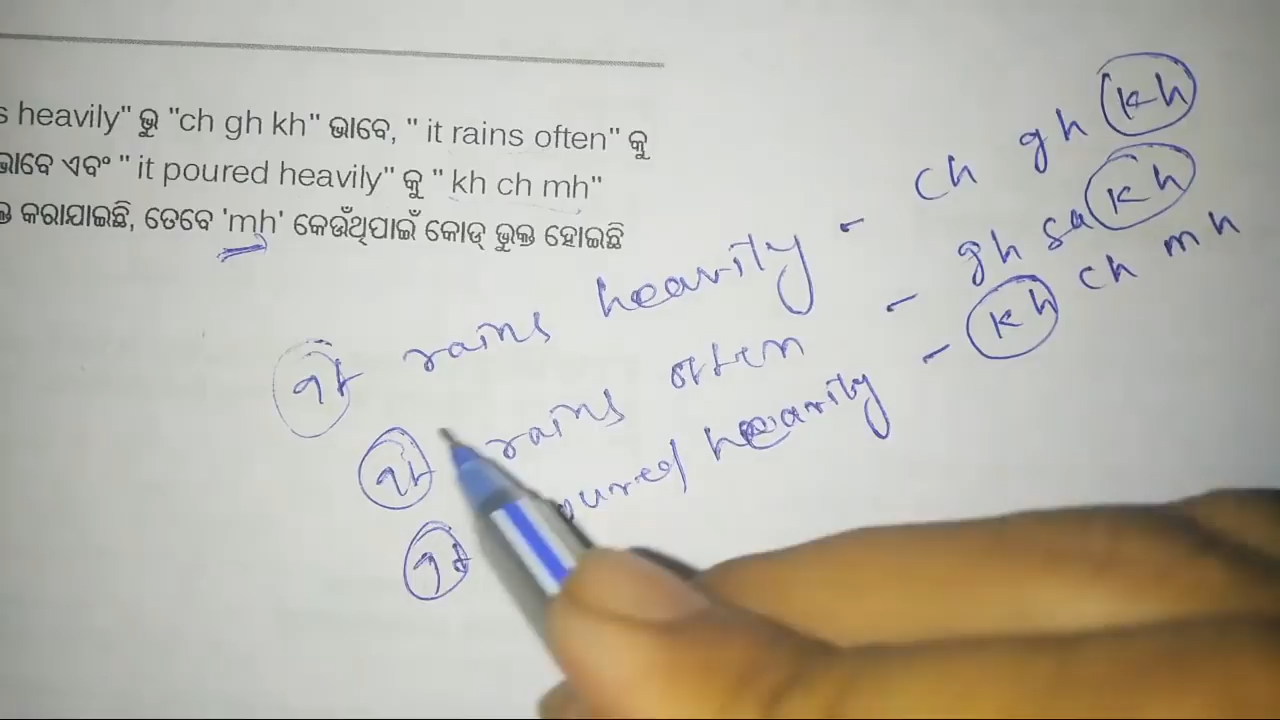 s heavily" କୁ "ch gh kh" ଭାବେ, " it rains often" କୁ
ଭାବେ ଏବଂ " it poured heavily" କୁ " kh ch mh"
କରାଯାଇଛି, ତେବେ 'mh' କେଉଁଥିପାଇଁ କୋଡ୍ ଭୁକ୍ତ ହୋଇଛି
it rains heavily - ch gh kh
it rains often - gh sa kh
poured heavily - kh ch mh
it